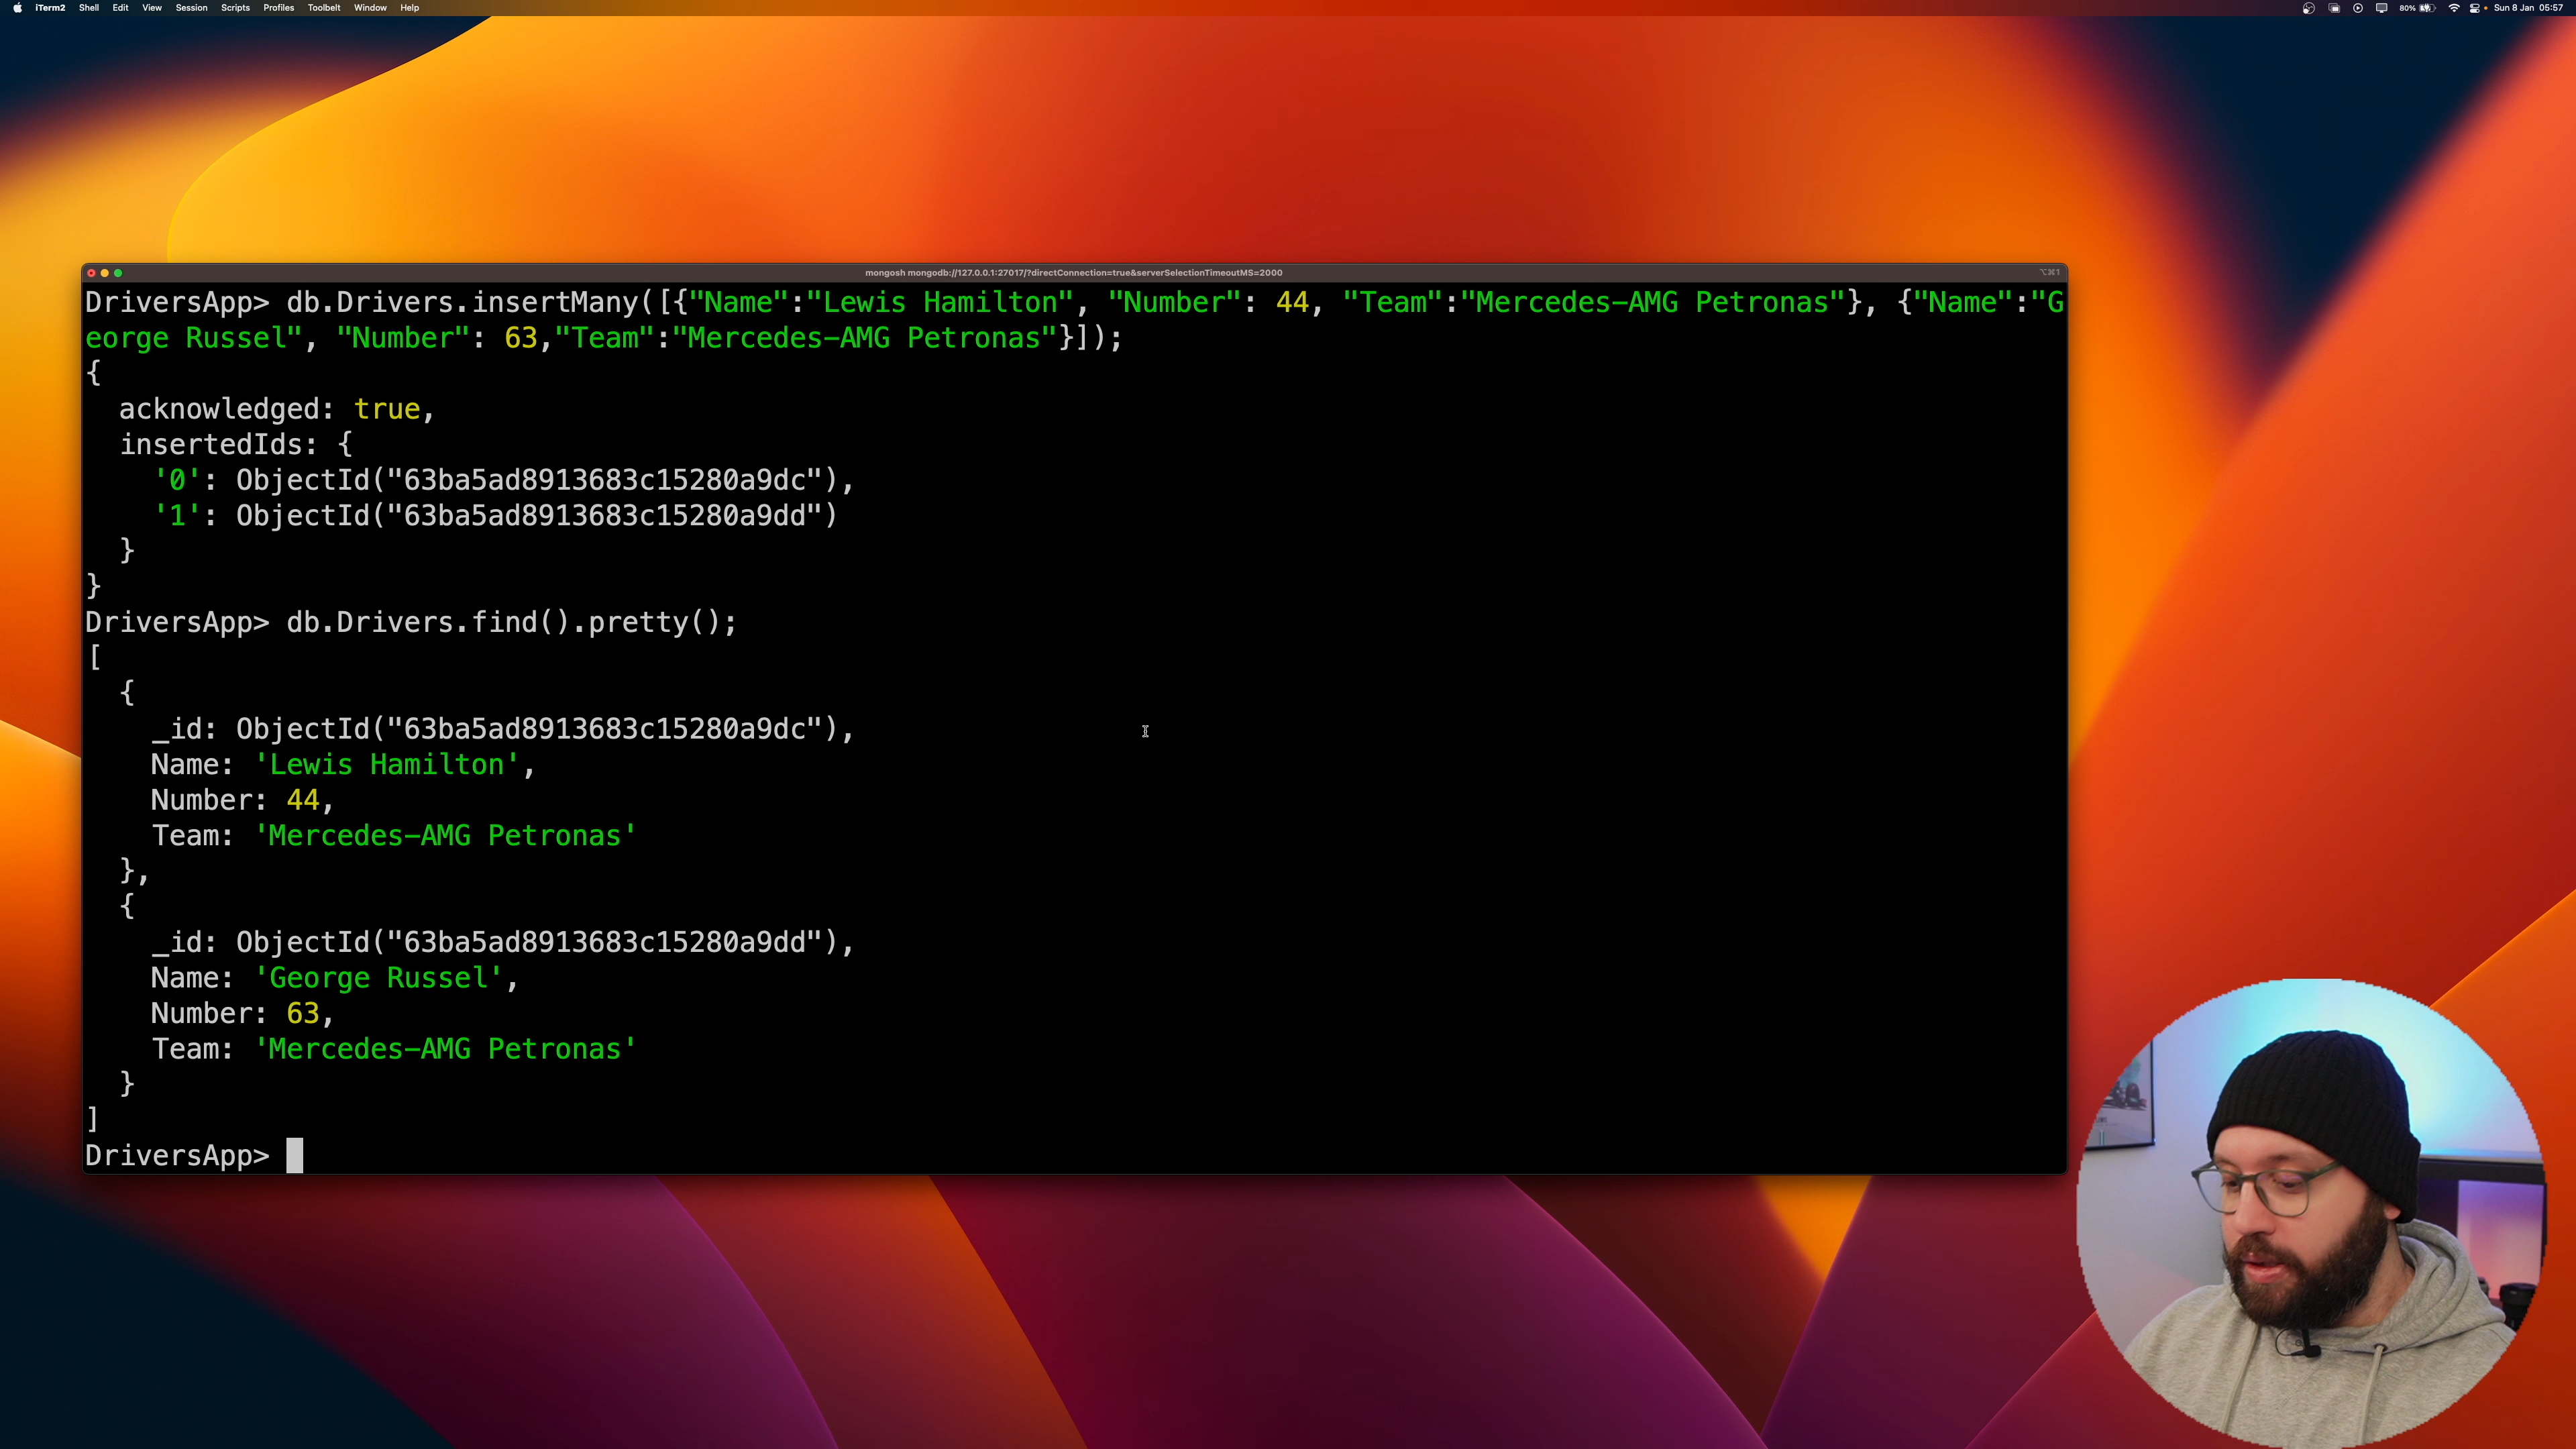 iTerm2 Shell Edit View Session Scripts Profiles Toolbelt Window Help 80% Sun 8 Jan 05:57
mongosh mongodb://127.0.0.1:27017/?directConnection=true&serverSelectionTimeoutMS=2000 ⌥⌘1
DriversApp> db.Drivers.insertMany([{"Name":"Lewis Hamilton", "Number": 44, "Team":"Mercedes-AMG Petronas"}, {"Name":"G
eorge Russel", "Number": 63,"Team":"Mercedes-AMG Petronas"}]);
{
  acknowledged: true,
  insertedIds: {
    '0': ObjectId("63ba5ad8913683c15280a9dc"),
    '1': ObjectId("63ba5ad8913683c15280a9dd")
  }
}
DriversApp> db.Drivers.find().pretty();
[
  {
    _id: ObjectId("63ba5ad8913683c15280a9dc"),
    Name: 'Lewis Hamilton',
    Number: 44,
    Team: 'Mercedes-AMG Petronas'
  },
  {
    _id: ObjectId("63ba5ad8913683c15280a9dd"),
    Name: 'George Russel',
    Number: 63,
    Team: 'Mercedes-AMG Petronas'
  }
]
DriversApp>